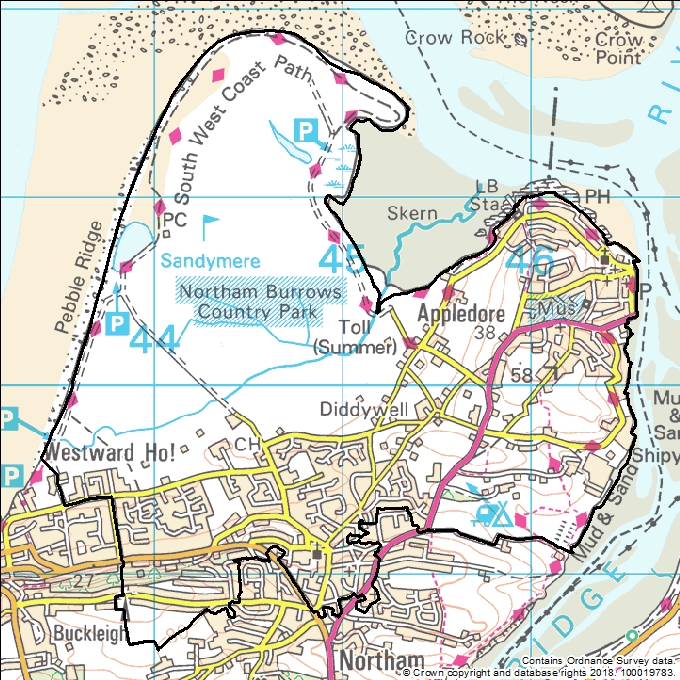 Crow Rock
Crow
Point
RIV
P
South West Coast Path
LB
Sta
PH
PC
Skern
Sandymere
45
46
Pebble Ridge
Northam Burrows
Country Park
P
44
Toll
(Summer)
Appledore
38
Mus
P
58
Diddywell
P
CH
Westward Ho!
P
Mu
&
San
Shipy
Mud & Sand
27
Buckleigh
Northam
RIDGE
Contains Ordnance Survey data.
© Crown copyright and database rights 2018. 100019783.